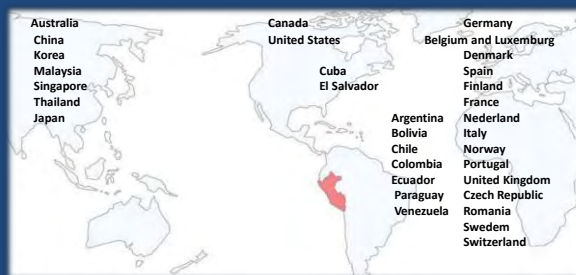 Australia
China
Korea
Malaysia
Singapore
Thailand
Japan
Canada
United States
Cuba
El Salvador
Argentina
Bolivia
Chile
Colombia
Ecuador
Paraguay
Venezuela
Germany
Belgium and Luxemburg
Denmark
Spain
Finland
France
Nederland
Italy
Norway
Portugal
United Kingdom
Czech Republic
Romania
Swedem
Switzerland